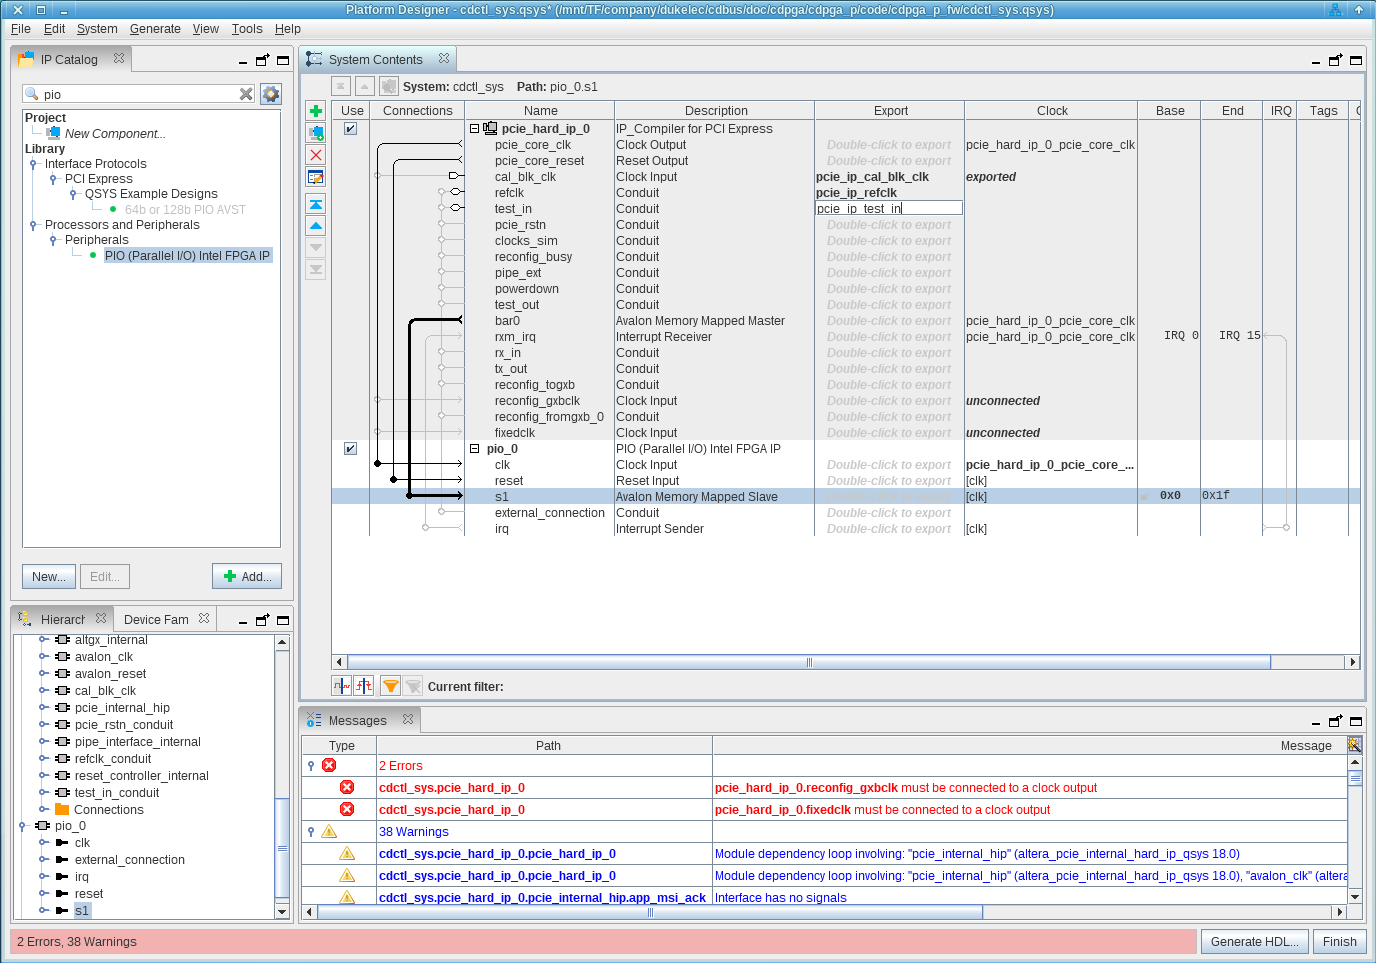 Platform Designer - cdctl_sys.qsys* (/mnt/TF/company/dukelec/cdbus/doc/cdpga/cdpga_p/code/cdpga_p_fw/cdctl_sys.qsys)
File Edit System Generate View Tools Help
IP Catalog
pio
Project
New Component...
Library
Interface Protocols
PCI Express
QSYS Example Designs
64b or 128b PIO AVST
Processors and Peripherals
Peripherals
PIO (Parallel I/O) Intel FPGA IP
New... Edit... Add...
Hierarch Device Fam
altgx_internal
avalon_clk
avalon_reset
cal_blk_clk
pcie_internal_hip
pcie_rstn_conduit
pipe_interface_internal
refclk_conduit
reset_controller_internal
test_in_conduit
Connections
pio_0
clk
external_connection
irq
reset
s1
System Contents
System: cdctl_sys Path: pio_0.s1
Use Connections Name Description Export Clock Base End IRQ Tags
pcie_hard_ip_0 IP_Compiler for PCI Express
pcie_core_clk Clock Output Double-click to export pcie_hard_ip_0_pcie_core_clk
pcie_core_reset Reset Output Double-click to export
cal_blk_clk Clock Input pcie_ip_cal_blk_clk exported
refclk Conduit pcie_ip_refclk
test_in Conduit pcie_ip_test_in
pcie_rstn Conduit Double-click to export
clocks_sim Conduit Double-click to export
reconfig_busy Conduit Double-click to export
pipe_ext Conduit Double-click to export
powerdown Conduit Double-click to export
test_out Conduit Double-click to export
bar0 Avalon Memory Mapped Master Double-click to export pcie_hard_ip_0_pcie_core_clk
rxm_irq Interrupt Receiver Double-click to export pcie_hard_ip_0_pcie_core_clk IRQ 0 IRQ 15
rx_in Conduit Double-click to export
tx_out Conduit Double-click to export
reconfig_togxb Conduit Double-click to export
reconfig_gxbclk Clock Input Double-click to export unconnected
reconfig_fromgxb_0 Conduit Double-click to export
fixedclk Clock Input Double-click to export unconnected
pio_0 PIO (Parallel I/O) Intel FPGA IP
clk Clock Input Double-click to export pcie_hard_ip_0_pcie_core_...
reset Reset Input Double-click to export [clk]
s1 Avalon Memory Mapped Slave Double-click to export [clk] 0x0 0x1f
external_connection Conduit Double-click to export
irq Interrupt Sender Double-click to export [clk]
Current filter:
Messages
Type Path Message
2 Errors
cdctl_sys.pcie_hard_ip_0 pcie_hard_ip_0.reconfig_gxbclk must be connected to a clock output
cdctl_sys.pcie_hard_ip_0 pcie_hard_ip_0.fixedclk must be connected to a clock output
38 Warnings
cdctl_sys.pcie_hard_ip_0.pcie_hard_ip_0 Module dependency loop involving: "pcie_internal_hip" (altera_pcie_internal_hard_ip_qsys 18.0)
cdctl_sys.pcie_hard_ip_0.pcie_hard_ip_0 Module dependency loop involving: "pcie_internal_hip" (altera_pcie_internal_hard_ip_qsys 18.0), "avalon_clk" (altera
cdctl_sys.pcie_hard_ip_0.pcie_internal_hip.app_msi_ack Interface has no signals
2 Errors, 38 Warnings
Generate HDL... Finish